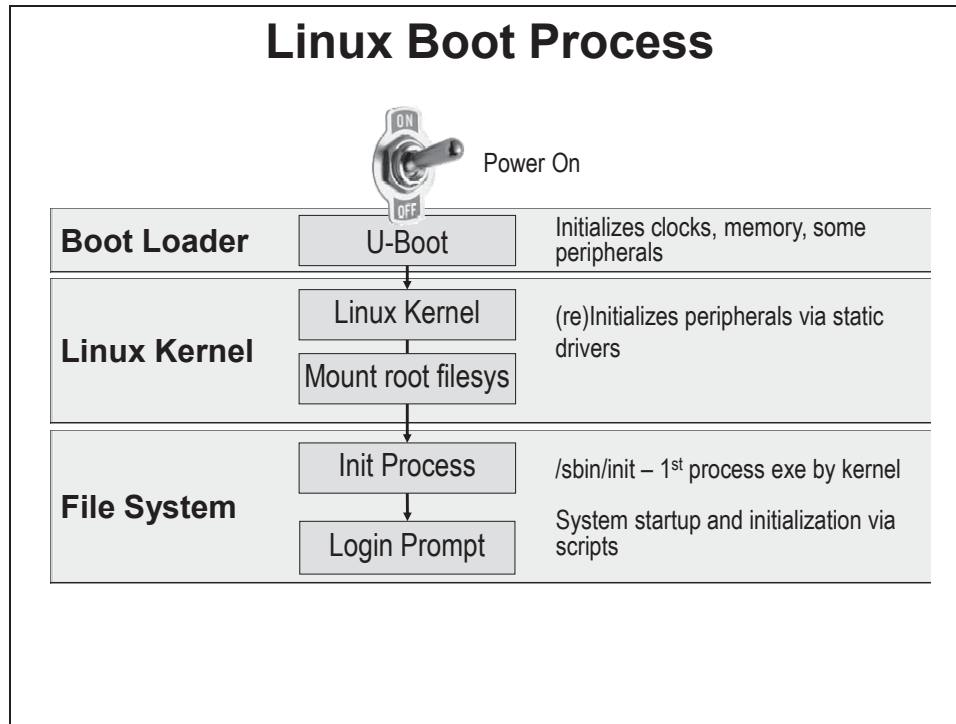 Linux Boot Process
ON
Power On
OFF
Boot Loader
U-Boot
Initializes clocks, memory, some
peripherals
Linux Kernel
Linux Kernel
(re)Initializes peripherals via static
drivers
Mount root filesys
File System
Init Process
/sbin/init – 1st process exe by kernel
Login Prompt
System startup and initialization via
scripts